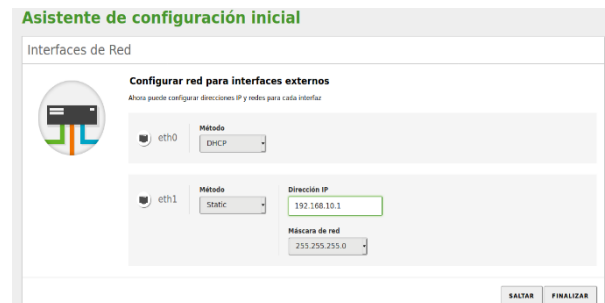 Asistente de configuración inicial
Interfaces de Red
Configurar red para interfaces externos
Ahora puede configurar direcciones IP y redes para cada interfaz
eth0
Método
DHCP
eth1
Método
Static
Dirección IP
192.168.10.1
Máscara de red
255.255.255.0
SALTAR FINALIZAR